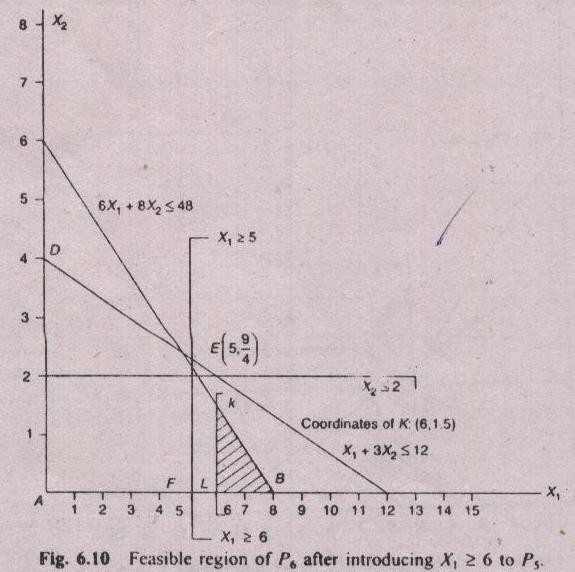 8
X₂
7
6
5
6X₁ + 8X₂ ≤ 48
X₁ ≥ 5
4
D
3
E(5, 9/4)
2
X₂ ≤ 2
k
Coordinates of K: (6,1.5)
X₁ + 3X₂ ≤ 12
1
F L B
A
X₁
1 2 3 4 5 6 7 8 9 10 11 12 13 14 15
X₁ ≥ 6
Fig. 6.10 Feasible region of P₆ after introducing X₁ ≥ 6 to P₅.